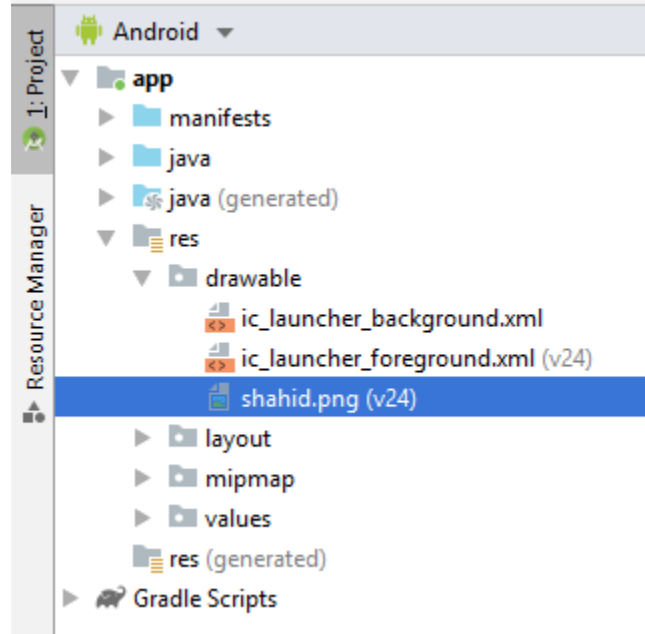 1: Project
Resource Manager
Android
app
manifests
java
java (generated)
res
drawable
ic_launcher_background.xml
ic_launcher_foreground.xml (v24)
shahid.png (v24)
layout
mipmap
values
res (generated)
Gradle Scripts